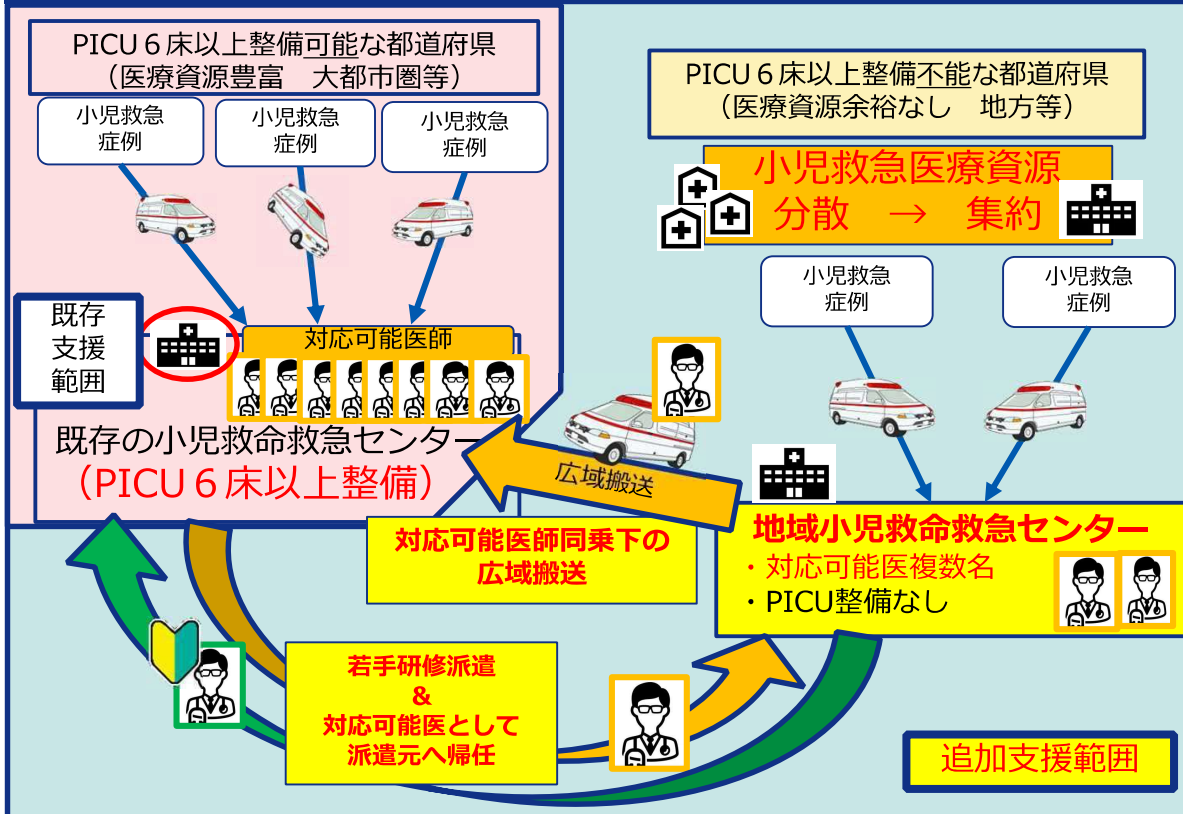 PICU６床以上整備可能な都道府県
（医療資源豊富　大都市圏等）
小児救急
症例
小児救急
症例
小児救急
症例
既存
支援
範囲
対応可能医師
既存の小児救命救急センター
（PICU６床以上整備）
PICU６床以上整備不能な都道府県
（医療資源余裕なし　地方等）
小児救急医療資源
分散　→　集約
小児救急
症例
小児救急
症例
広域搬送
対応可能医師同乗下の
広域搬送
地域小児救命救急センター
・対応可能医複数名
・PICU整備なし
若手研修派遣
&
対応可能医として
派遣元へ帰任
追加支援範囲